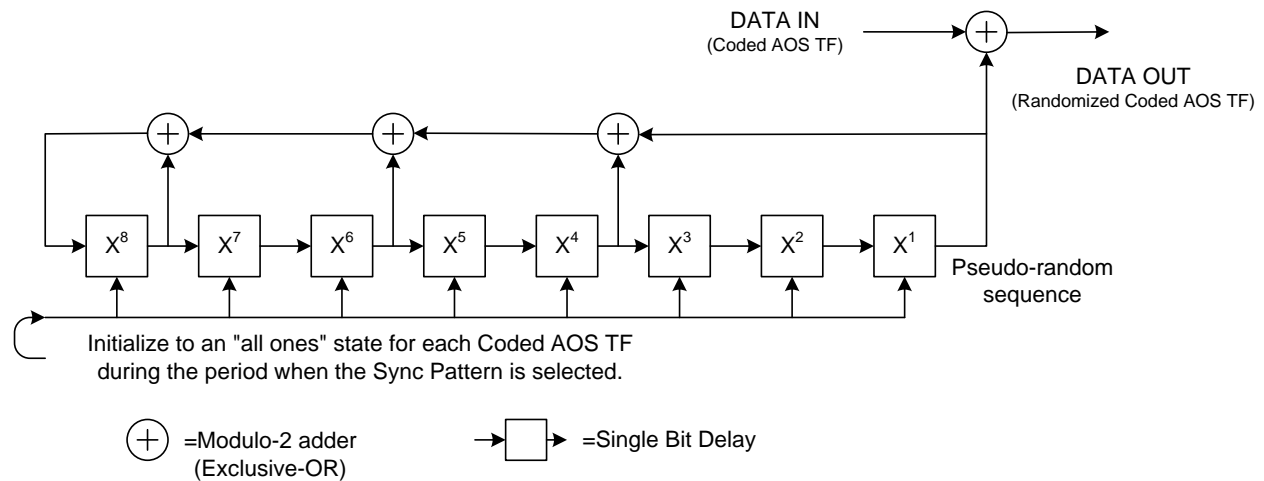 DATA IN
(Coded AOS TF)
+
DATA OUT
(Randomized Coded AOS TF)
+ + +
X⁸ X⁷ X⁶ X⁵ X⁴ X³ X² X¹
Pseudo-random
sequence
Initialize to an "all ones" state for each Coded AOS TF
during the period when the Sync Pattern is selected.
+ =Modulo-2 adder
(Exclusive-OR)
=Single Bit Delay